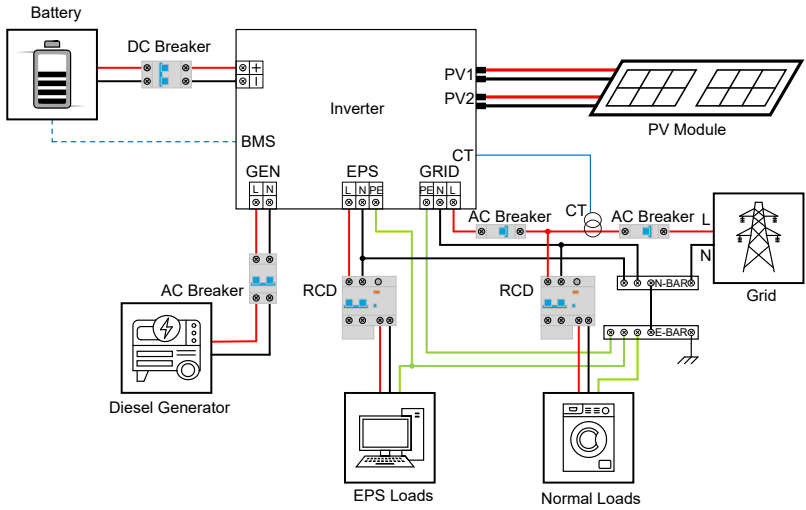 Battery
DC Breaker
+
PV1
PV2
Inverter
PV Module
BMS
CT
GEN
EPS
GRID
L N
L N PE
PE N L
AC Breaker
CT
AC Breaker
L
N
AC Breaker
RCD
RCD
N-BAR
Grid
E-BAR
Diesel Generator
EPS Loads
Normal Loads